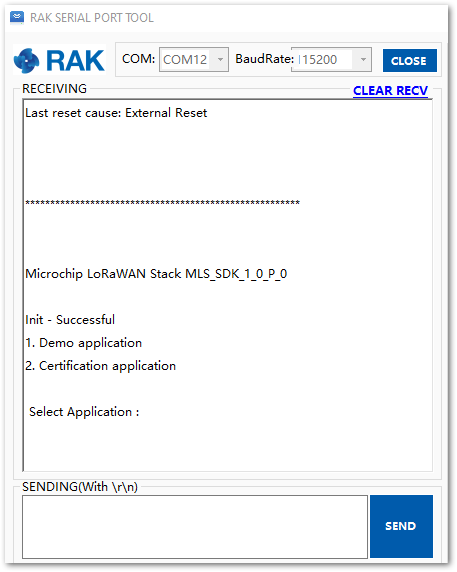 RAK SERIAL PORT TOOL
RAK COM: COM12 BaudRate: 115200 CLOSE
RECEIVING CLEAR RECV
Last reset cause: External Reset
*******************************************************
Microchip LoRaWAN Stack MLS_SDK_1_0_P_0
Init - Successful
1. Demo application
2. Certification application
Select Application :
SENDING(With \r\n)
SEND